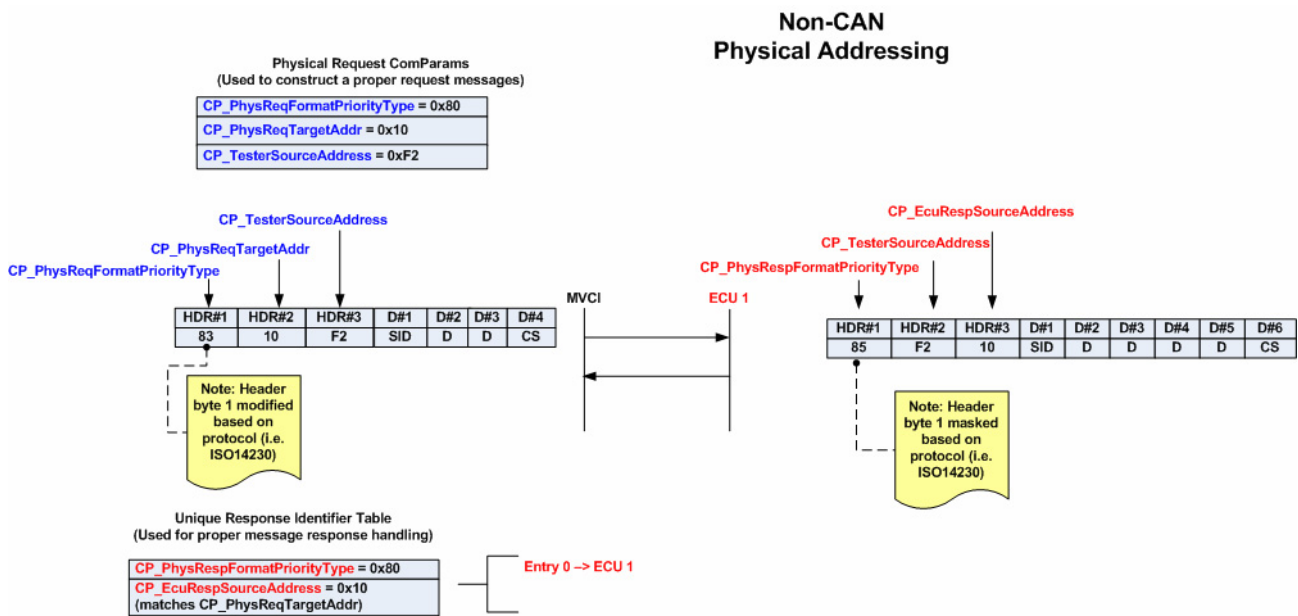 Non-CAN
Physical Addressing
Physical Request ComParams
(Used to construct a proper request messages)
CP_PhysReqFormatPriorityType = 0x80
CP_PhysReqTargetAddr = 0x10
CP_TesterSourceAddress = 0xF2
CP_TesterSourceAddress
CP_PhysReqTargetAddr
CP_PhysReqFormatPriorityType
HDR#1 HDR#2 HDR#3 D#1 D#2 D#3 D#4
83 10 F2 SID D D CS
Note: Header
byte 1 modified
based on
protocol (i.e.
ISO14230)
MVCI
ECU 1
CP_EcuRespSourceAddress
CP_TesterSourceAddress
CP_PhysRespFormatPriorityType
HDR#1 HDR#2 HDR#3 D#1 D#2 D#3 D#4 D#5 D#6
85 F2 10 SID D D D D CS
Note: Header
byte 1 masked
based on
protocol (i.e.
ISO14230)
Unique Response Identifier Table
(Used for proper message response handling)
CP_PhysRespFormatPriorityType = 0x80
CP_EcuRespSourceAddress = 0x10
(matches CP_PhysReqTargetAddr)
Entry 0 –> ECU 1